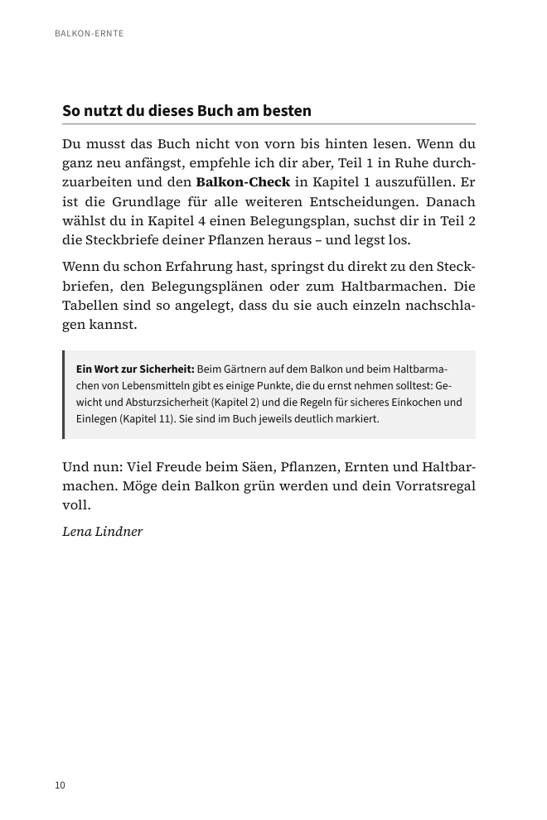 BALKON-ERNTE
So nutzt du dieses Buch am besten
Du musst das Buch nicht von vorn bis hinten lesen. Wenn du
ganz neu anfängst, empfehle ich dir aber, Teil 1 in Ruhe durch-
zuarbeiten und den Balkon-Check in Kapitel 1 auszufüllen. Er
ist die Grundlage für alle weiteren Entscheidungen. Danach
wählst du in Kapitel 4 einen Belegungsplan, suchst dir in Teil 2
die Steckbriefe deiner Pflanzen heraus – und legst los.
Wenn du schon Erfahrung hast, springst du direkt zu den Steck-
briefen, den Belegungsplänen oder zum Haltbarmachen. Die
Tabellen sind so angelegt, dass du sie auch einzeln nachschla-
gen kannst.
Ein Wort zur Sicherheit: Beim Gärtnern auf dem Balkon und beim Haltbarma-
chen von Lebensmitteln gibt es einige Punkte, die du ernst nehmen solltest: Ge-
wicht und Absturzsicherheit (Kapitel 2) und die Regeln für sicheres Einkochen und
Einlegen (Kapitel 11). Sie sind im Buch jeweils deutlich markiert.
Und nun: Viel Freude beim Säen, Pflanzen, Ernten und Haltbar-
machen. Möge dein Balkon grün werden und dein Vorratsregal
voll.
Lena Lindner
10